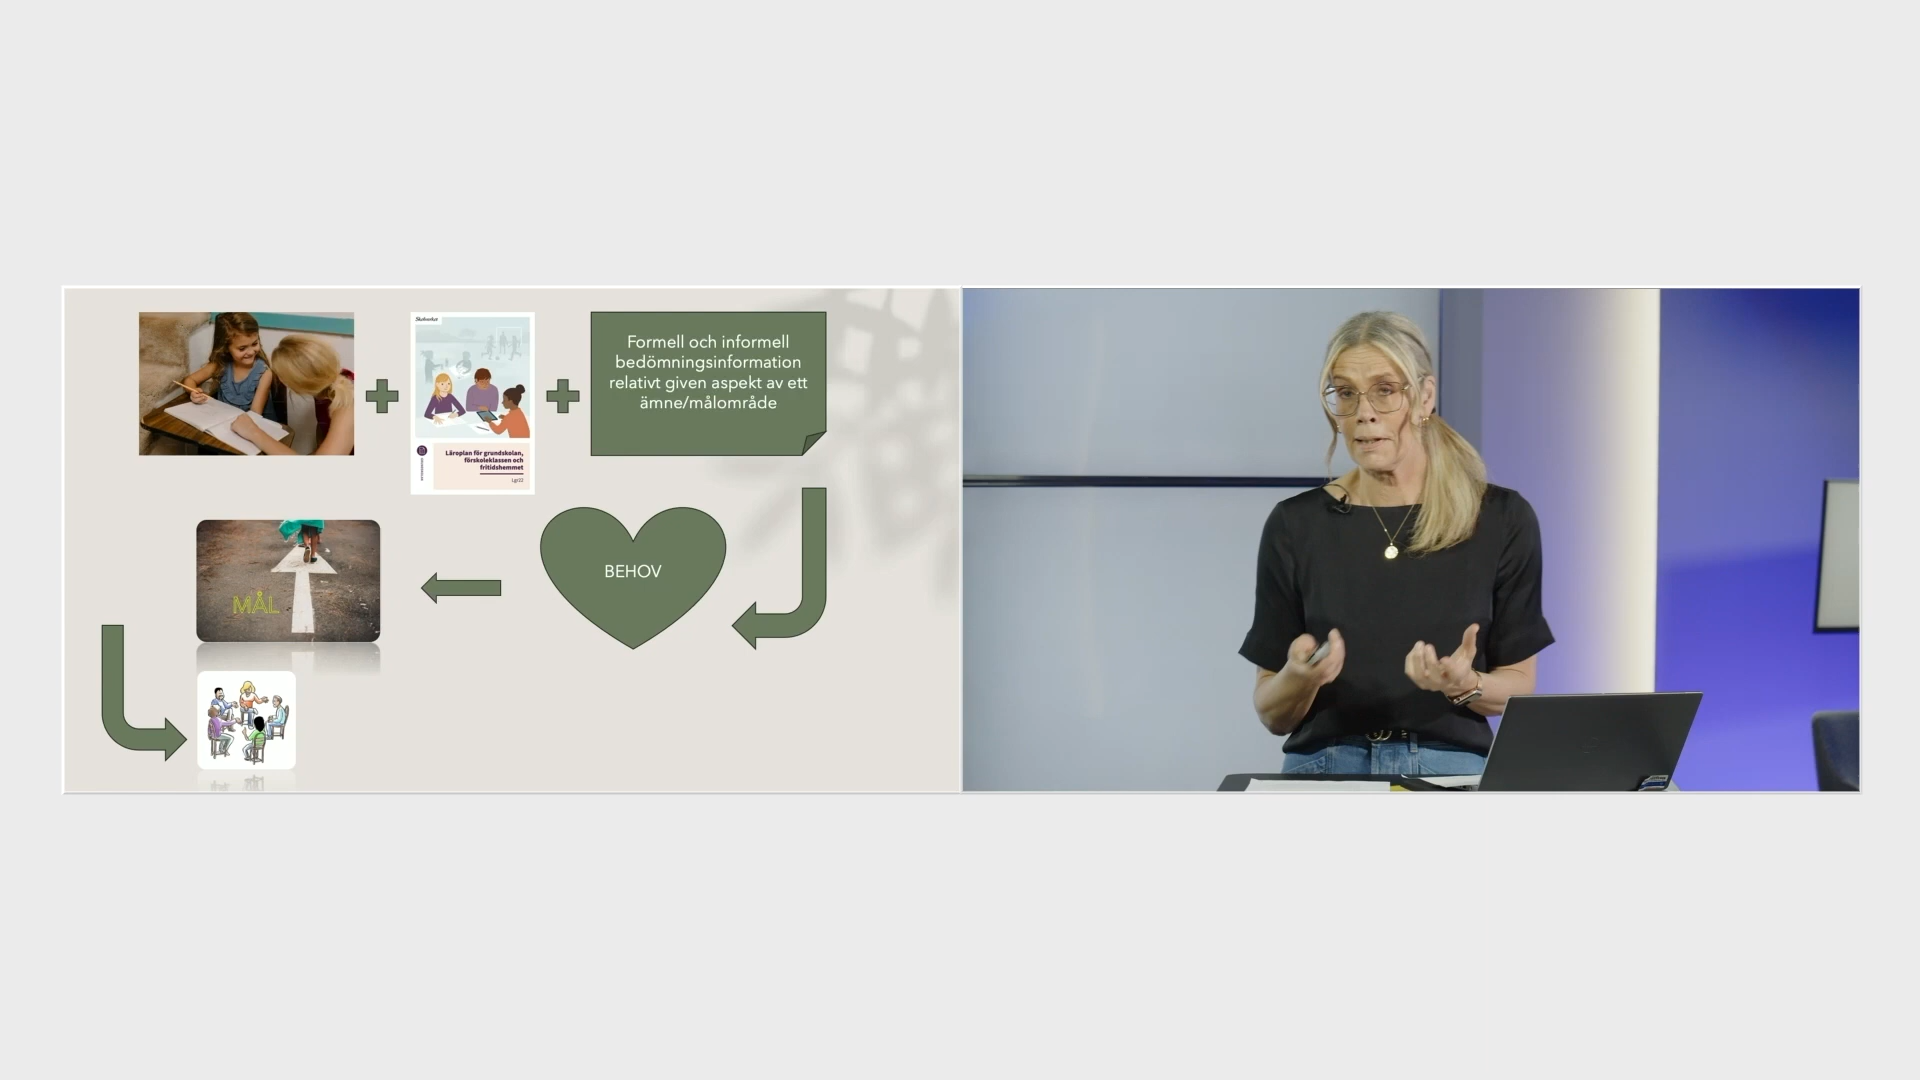 Skolverket
Formell och informell
bedömningsinformation
relativt given aspekt av ett
ämne/målområde
Läroplan för grundskolan,
förskoleklassen och
fritidshemmet
Lgr22
BEHOV
MÅL